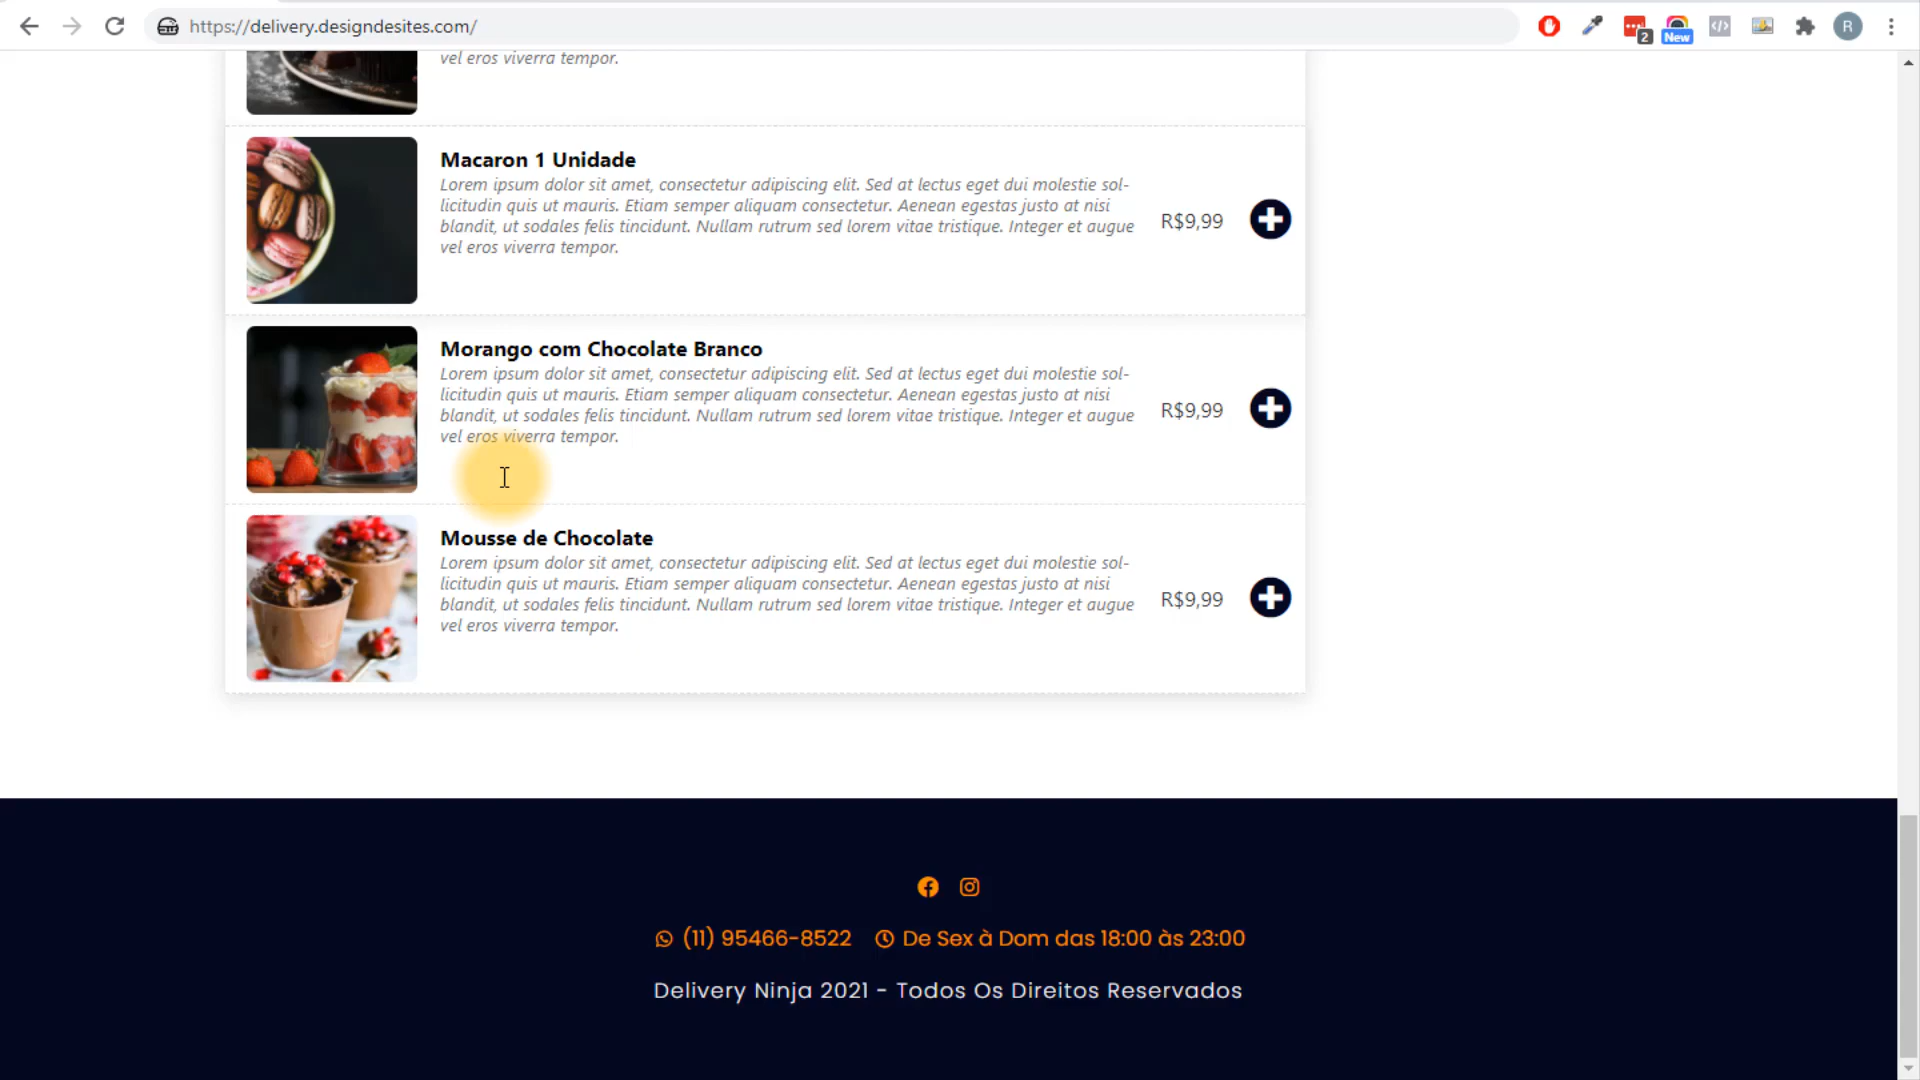 https://delivery.designdesites.com/
2
New
R
vel eros viverra tempor.
Macaron 1 Unidade
Lorem ipsum dolor sit amet, consectetur adipiscing elit. Sed at lectus eget dui molestie sol-
licitudin quis ut mauris. Etiam semper aliquam consectetur. Aenean egestas justo at nisi
blandit, ut sodales felis tincidunt. Nullam rutrum sed lorem vitae tristique. Integer et augue
vel eros viverra tempor.
R$9,99
Morango com Chocolate Branco
Lorem ipsum dolor sit amet, consectetur adipiscing elit. Sed at lectus eget dui molestie sol-
licitudin quis ut mauris. Etiam semper aliquam consectetur. Aenean egestas justo at nisi
blandit, ut sodales felis tincidunt. Nullam rutrum sed lorem vitae tristique. Integer et augue
vel eros viverra tempor.
R$9,99
Mousse de Chocolate
Lorem ipsum dolor sit amet, consectetur adipiscing elit. Sed at lectus eget dui molestie sol-
licitudin quis ut mauris. Etiam semper aliquam consectetur. Aenean egestas justo at nisi
blandit, ut sodales felis tincidunt. Nullam rutrum sed lorem vitae tristique. Integer et augue
vel eros viverra tempor.
R$9,99
(11) 95466-8522 De Sex à Dom das 18:00 às 23:00
Delivery Ninja 2021 - Todos Os Direitos Reservados